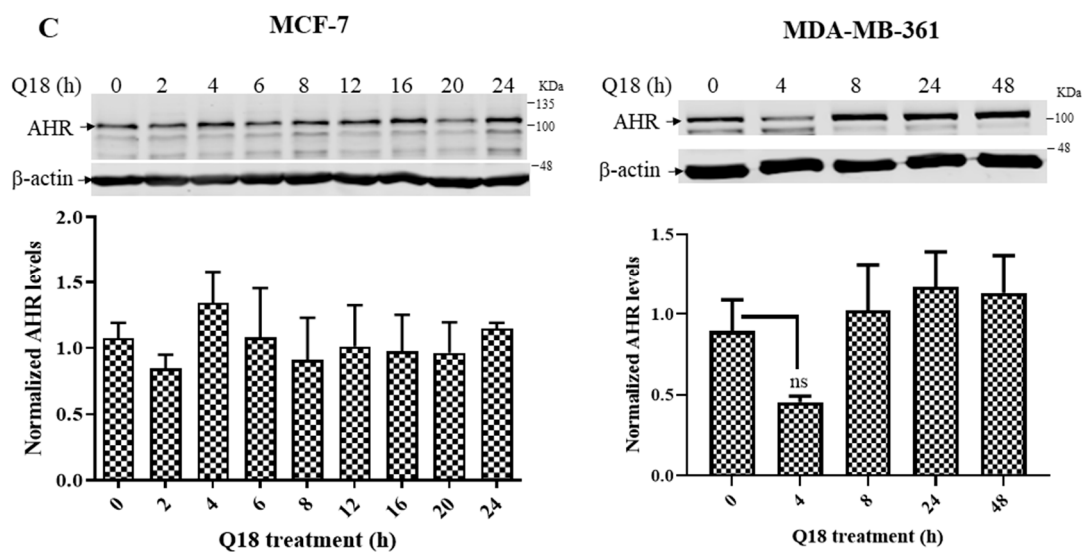 C
MCF-7
Q18 (h) 0 2 4 6 8 12 16 20 24 KDa
135
AHR 100
48
β-actin
2.0
1.5
1.0
0.5
0.0
Normalized AHR levels
0 2 4 6 8 12 16 20 24
Q18 treatment (h)
MDA-MB-361
Q18 (h) 0 4 8 24 48 KDa
AHR 100
48
β-actin
1.5
1.0
0.5
0.0
Normalized AHR levels
ns
0 4 8 24 48
Q18 treatment (h)